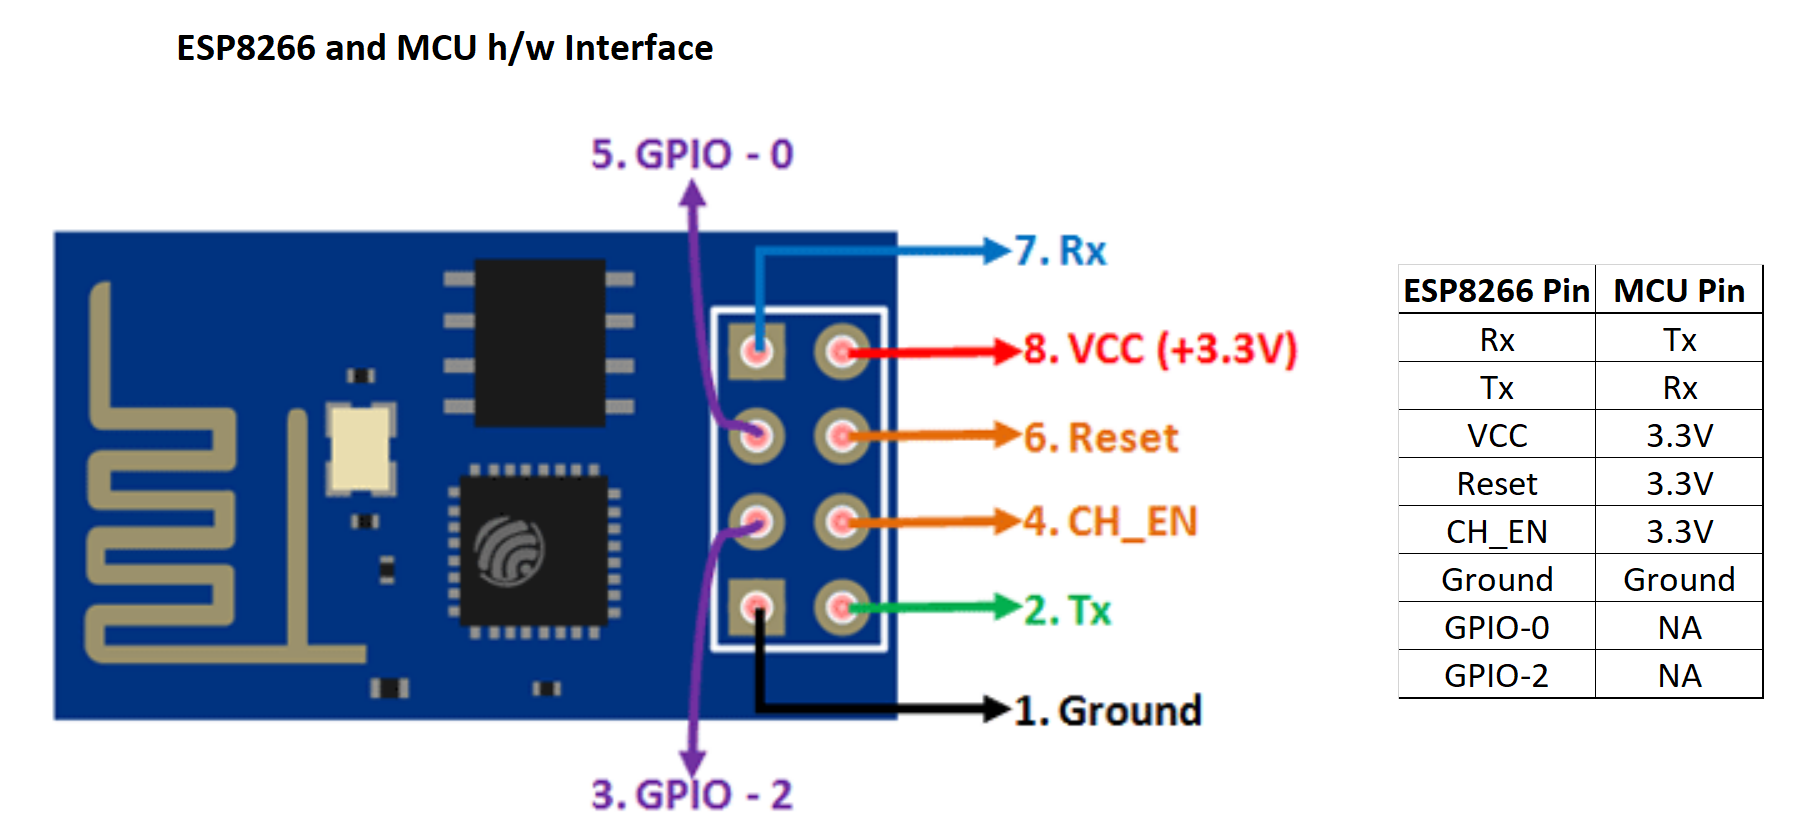 ESP8266 and MCU h/w Interface
5. GPIO - 0
7. Rx
8. VCC (+3.3V)
6. Reset
4. CH_EN
2. Tx
1. Ground
3. GPIO - 2
ESP8266 Pin MCU Pin
Rx Tx
Tx Rx
VCC 3.3V
Reset 3.3V
CH_EN 3.3V
Ground Ground
GPIO-0 NA
GPIO-2 NA